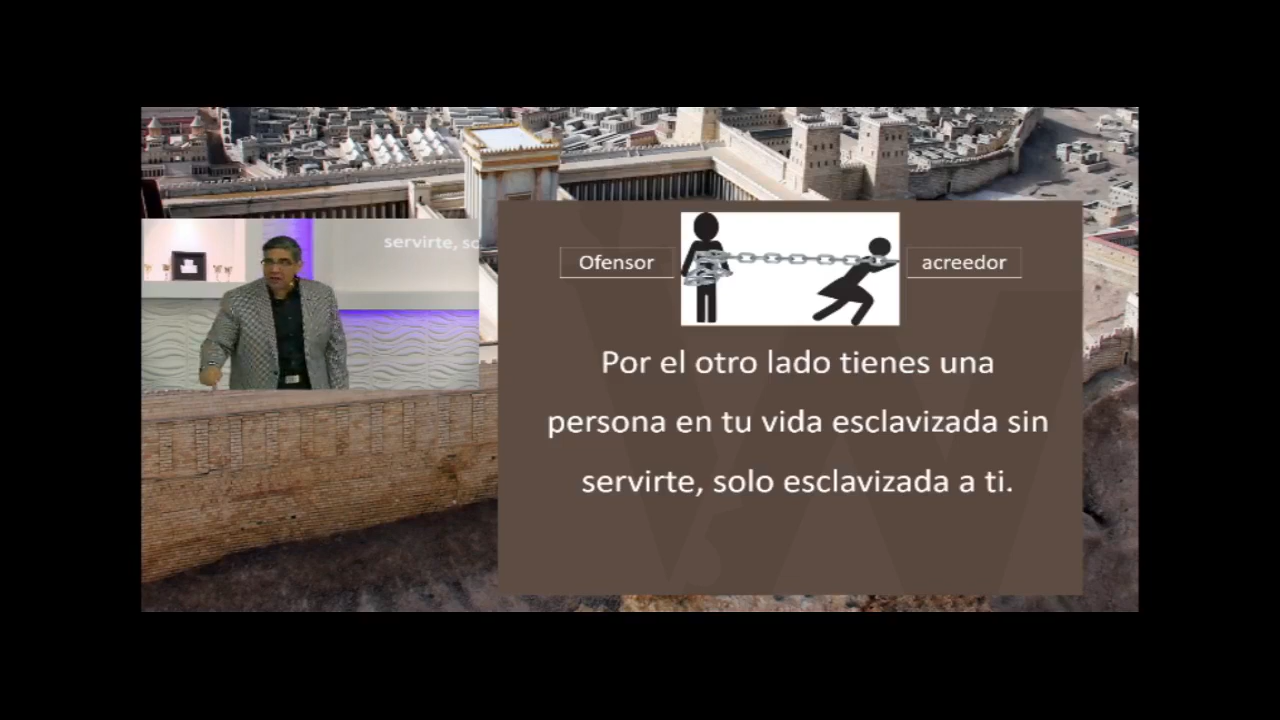 servirte, so
Ofensor
acreedor
Por el otro lado tienes una
persona en tu vida esclavizada sin
servirte, solo esclavizada a ti.